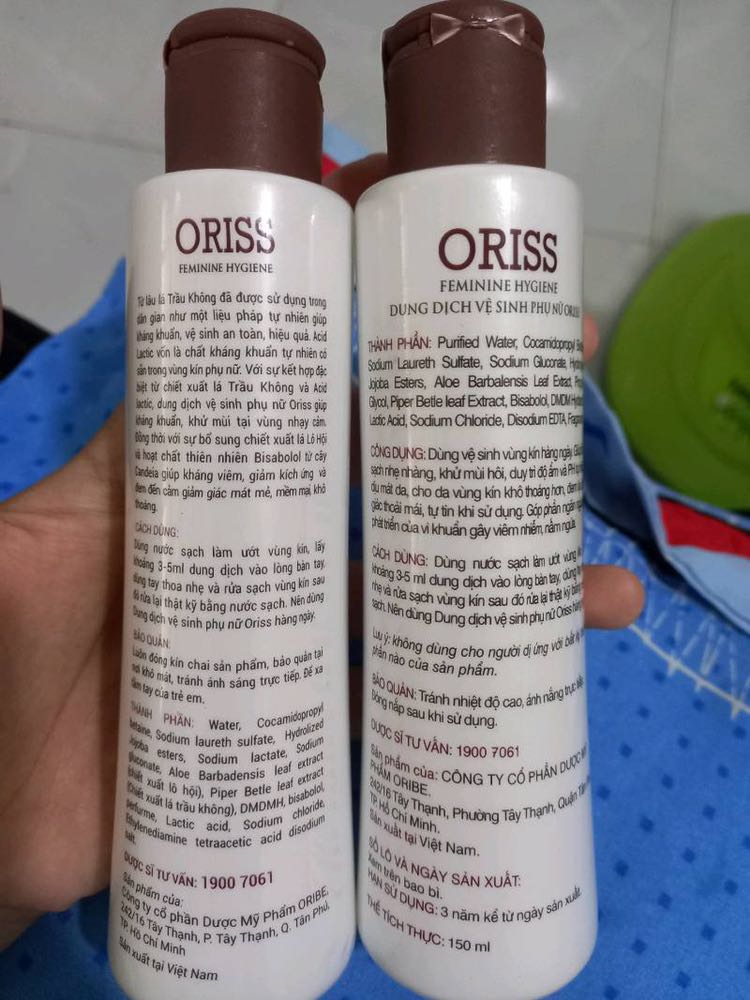 ORISS
FEMININE HYGIENE
Từ lâu lá Trầu Không đã được sử dụng trong
dân gian như một liệu pháp tự nhiên giúp
kháng khuẩn, vệ sinh an toàn, hiệu quả. Acid
Lactic vốn là chất kháng khuẩn tự nhiên có
sẵn trong vùng kín phụ nữ. Với sự kết hợp đặc
biệt từ chiết xuất lá Trầu Không và Acid
lactic, dung dịch vệ sinh phụ nữ Oriss giúp
kháng khuẩn, khử mùi tại vùng nhạy cảm.
Đồng thời với sự bổ sung chiết xuất lá Lô Hội
và hoạt chất thiên nhiên Bisabolol từ cây
Candeia giúp kháng viêm, giảm kích ứng và
đem đến cảm giảm giác mát mẻ, mềm mại, khô
thoáng.
CÁCH DÙNG:
Dùng nước sạch làm ướt vùng kín, lấy
khoảng 3-5ml dung dịch vào lòng bàn tay,
dùng tay thoa nhẹ và rửa sạch vùng kín sau
đó rửa lại thật kỹ bằng nước sạch. Nên dùng
Dung dịch vệ sinh phụ nữ Oriss hàng ngày.
BẢO QUẢN:
Luôn đóng kín chai sản phẩm, bảo quản tại
nơi khô mát, tránh ánh sáng trực tiếp. Để xa
tầm tay của trẻ em.
THÀNH PHẦN: Water, Cocamidopropyl
betaine, Sodium laureth sulfate, Hydrolized
Jojoba esters, Sodium lactate, Sodium
gluconate, Aloe Barbadensis leaf extract
(chiết xuất lô hội), Piper Betle leaf extract
(Chiết xuất lá trầu không), DMDMH, bisabolol,
perfume, Lactic acid, Sodium chloride,
Ethylenediamine tetraacetic acid disodium
salt.
DƯỢC SĨ TƯ VẤN: 1900 7061
Sản phẩm của:
Công ty cổ phần Dược Mỹ Phẩm ORIBE,
242/16 Tây Thạnh, P. Tây Thạnh, Q. Tân Phú,
TP. Hồ Chí Minh
Sản xuất tại Việt Nam
ORISS
FEMININE HYGIENE
DUNG DỊCH VỆ SINH PHỤ NỮ ORISS
THÀNH PHẦN: Purified Water, Cocamidopropyl
Sodium Laureth Sulfate, Sodium Gluconate,
Jojoba Esters, Aloe Barbalensis Leaf Extract,
Glycol, Piper Betle leaf Extract, Bisabolol, DMDM
Lactic Acid, Sodium Chloride, Disodium EDTA,
CÔNG DỤNG: Dùng vệ sinh vùng kín hàng ngày.
sạch nhẹ nhàng, khử mùi hôi, duy trì độ ẩm và PH
dịu mát da, cho da vùng kín khô thoáng hơn, đem
giác thoải mái, tự tin khi sử dụng. Góp phần ngăn
phát triển của vi khuẩn gây viêm nhiễm, nấm ngứa.
CÁCH DÙNG: Dùng nước sạch làm ướt vùng
khoảng 3-5 ml dung dịch vào lòng bàn tay, dùng
nhẹ và rửa sạch vùng kín sau đó rửa lại thật kỹ bằng
sạch. Nên dùng Dung dịch vệ sinh phụ nữ Oriss hàng
Lưu ý: không dùng cho người dị ứng với bất
phần nào của sản phẩm.
BẢO QUẢN: Tránh nhiệt độ cao, ánh nắng trực
Đóng nắp sau khi sử dụng.
DƯỢC SĨ TƯ VẤN: 1900 7061
Sản phẩm của: CÔNG TY CỔ PHẦN DƯỢC MỸ
PHẨM ORIBE.
242/16 Tây Thạnh, Phường Tây Thạnh, Quận
TP. Hồ Chí Minh.
Sản xuất tại Việt Nam.
SỐ LÔ VÀ NGÀY SẢN XUẤT:
Xem trên bao bì.
HẠN SỬ DỤNG: 3 năm kể từ ngày sản xuất.
THỂ TÍCH THỰC: 150 ml